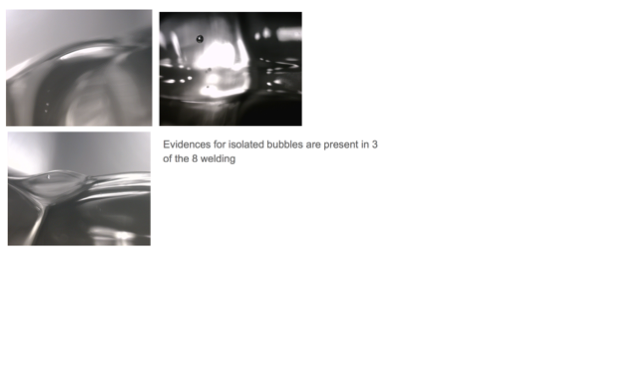 Evidences for isolated bubbles are present in 3
of the 8 welding